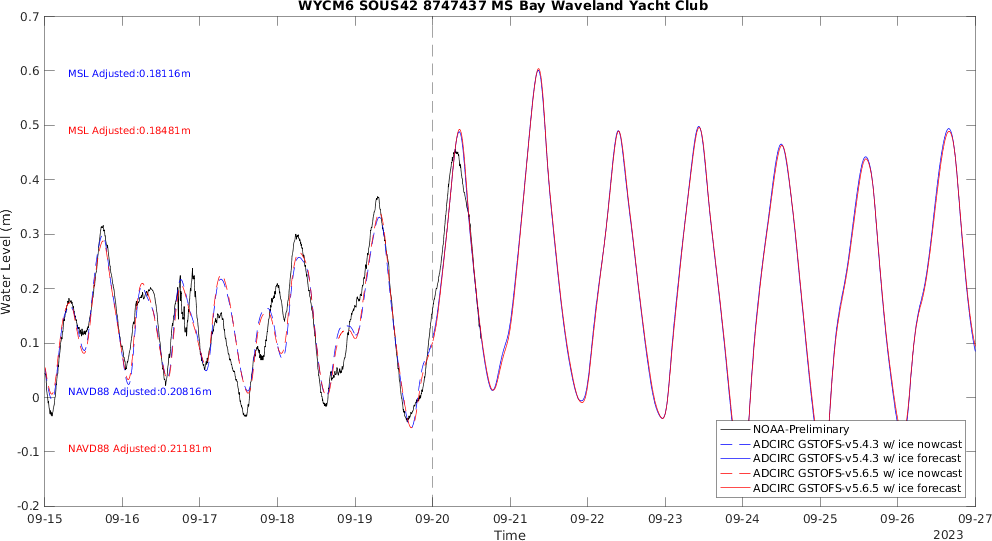 WYCM6 SOUS42 8747437 MS Bay Waveland Yacht Club
0.7
0.6
0.5
0.4
0.3
0.2
0.1
0
-0.1
-0.2
Water Level (m)
MSL Adjusted:0.18116m
MSL Adjusted:0.18481m
NAVD88 Adjusted:0.20816m
NAVD88 Adjusted:0.21181m
NOAA-Preliminary
ADCIRC GSTOFS-v5.4.3 w/ ice nowcast
ADCIRC GSTOFS-v5.4.3 w/ ice forecast
ADCIRC GSTOFS-v5.6.5 w/ ice nowcast
ADCIRC GSTOFS-v5.6.5 w/ ice forecast
09-15 09-16 09-17 09-18 09-19 09-20 09-21 09-22 09-23 09-24 09-25 09-26 09-27
Time
2023